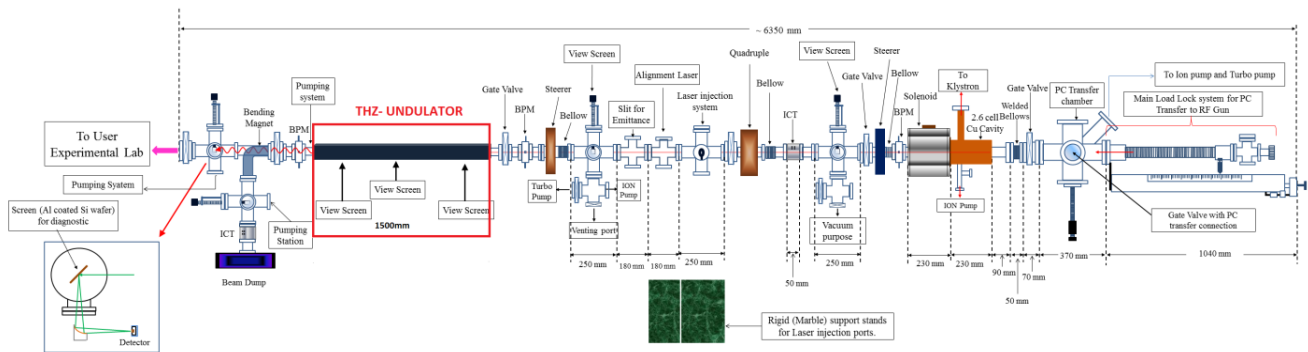 ~ 6350 mm
To User
Experimental Lab
Pumping System
Screen (Al coated Si wafer)
for diagnostic
Detector
Bending
Magnet
BPM
Pumping
system
ICT
Pumping
Station
Beam Dump
THZ- UNDULATOR
View Screen
View Screen
View Screen
1500mm
Gate Valve
BPM
Steerer
Bellow
View Screen
Turbo
Pump
ION
Pump
Venting port
Slit for
Emittance
Alignment Laser
Laser injection
system
250 mm
180 mm
180 mm
250 mm
Quadruple
Bellow
ICT
50 mm
View Screen
Vacuum
purpose
250 mm
Gate Valve
Steerer
Bellow
BPM
Solenoid
To
Klystron
2.6 cell
Cu Cavity
ION Pump
230 mm
230 mm
90 mm
50 mm
70 mm
Welded
Bellows
Gate Valve
PC Transfer
chamber
370 mm
1040 mm
To Ion pump and Turbo pump
Main Load Lock system for PC
Transfer to RF Gun
Gate Valve with PC
transfer connection
Rigid (Marble) support stands
for Laser injection ports.